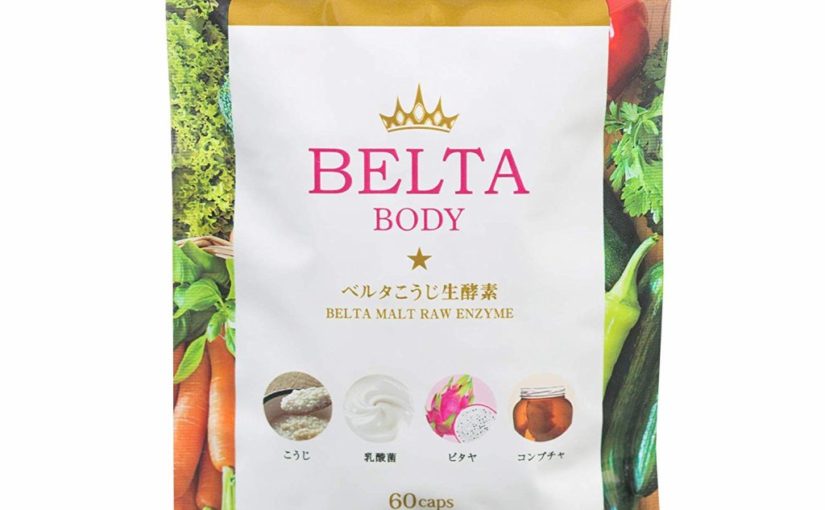 BELTA
BODY
ベルタこうじ生酵素
BELTA MALT RAW ENZYME
こうじ
乳酸菌
ピタヤ
コンブチャ
60caps